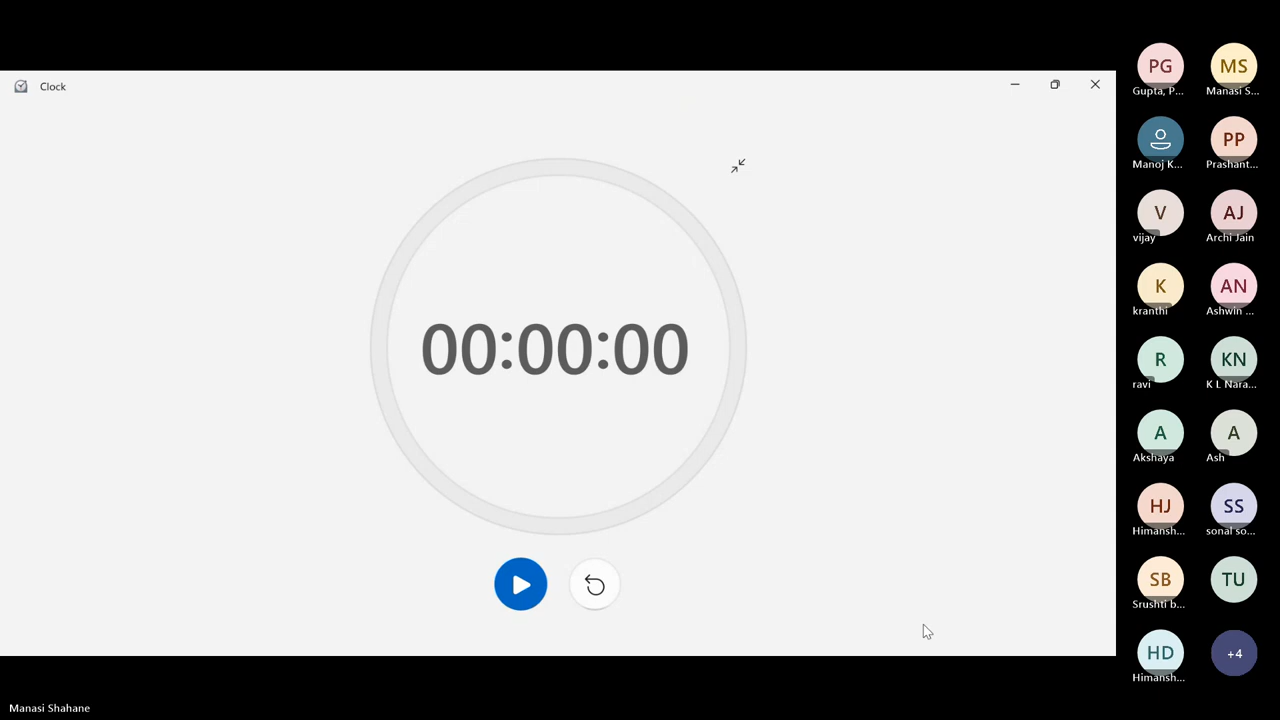 Clock
00:00:00
PG
Gupta, P...
MS
Manasi S...
Manoj K...
PP
Prashant...
V
vijay
AJ
Archi Jain
K
kranthi
AN
Ashwin ...
R
ravi
KN
K L Nara...
A
Akshaya
A
Ash
HJ
Himansh...
SS
sonal so...
SB
Srushti b...
TU
HD
Himansh...
+4
Manasi Shahane